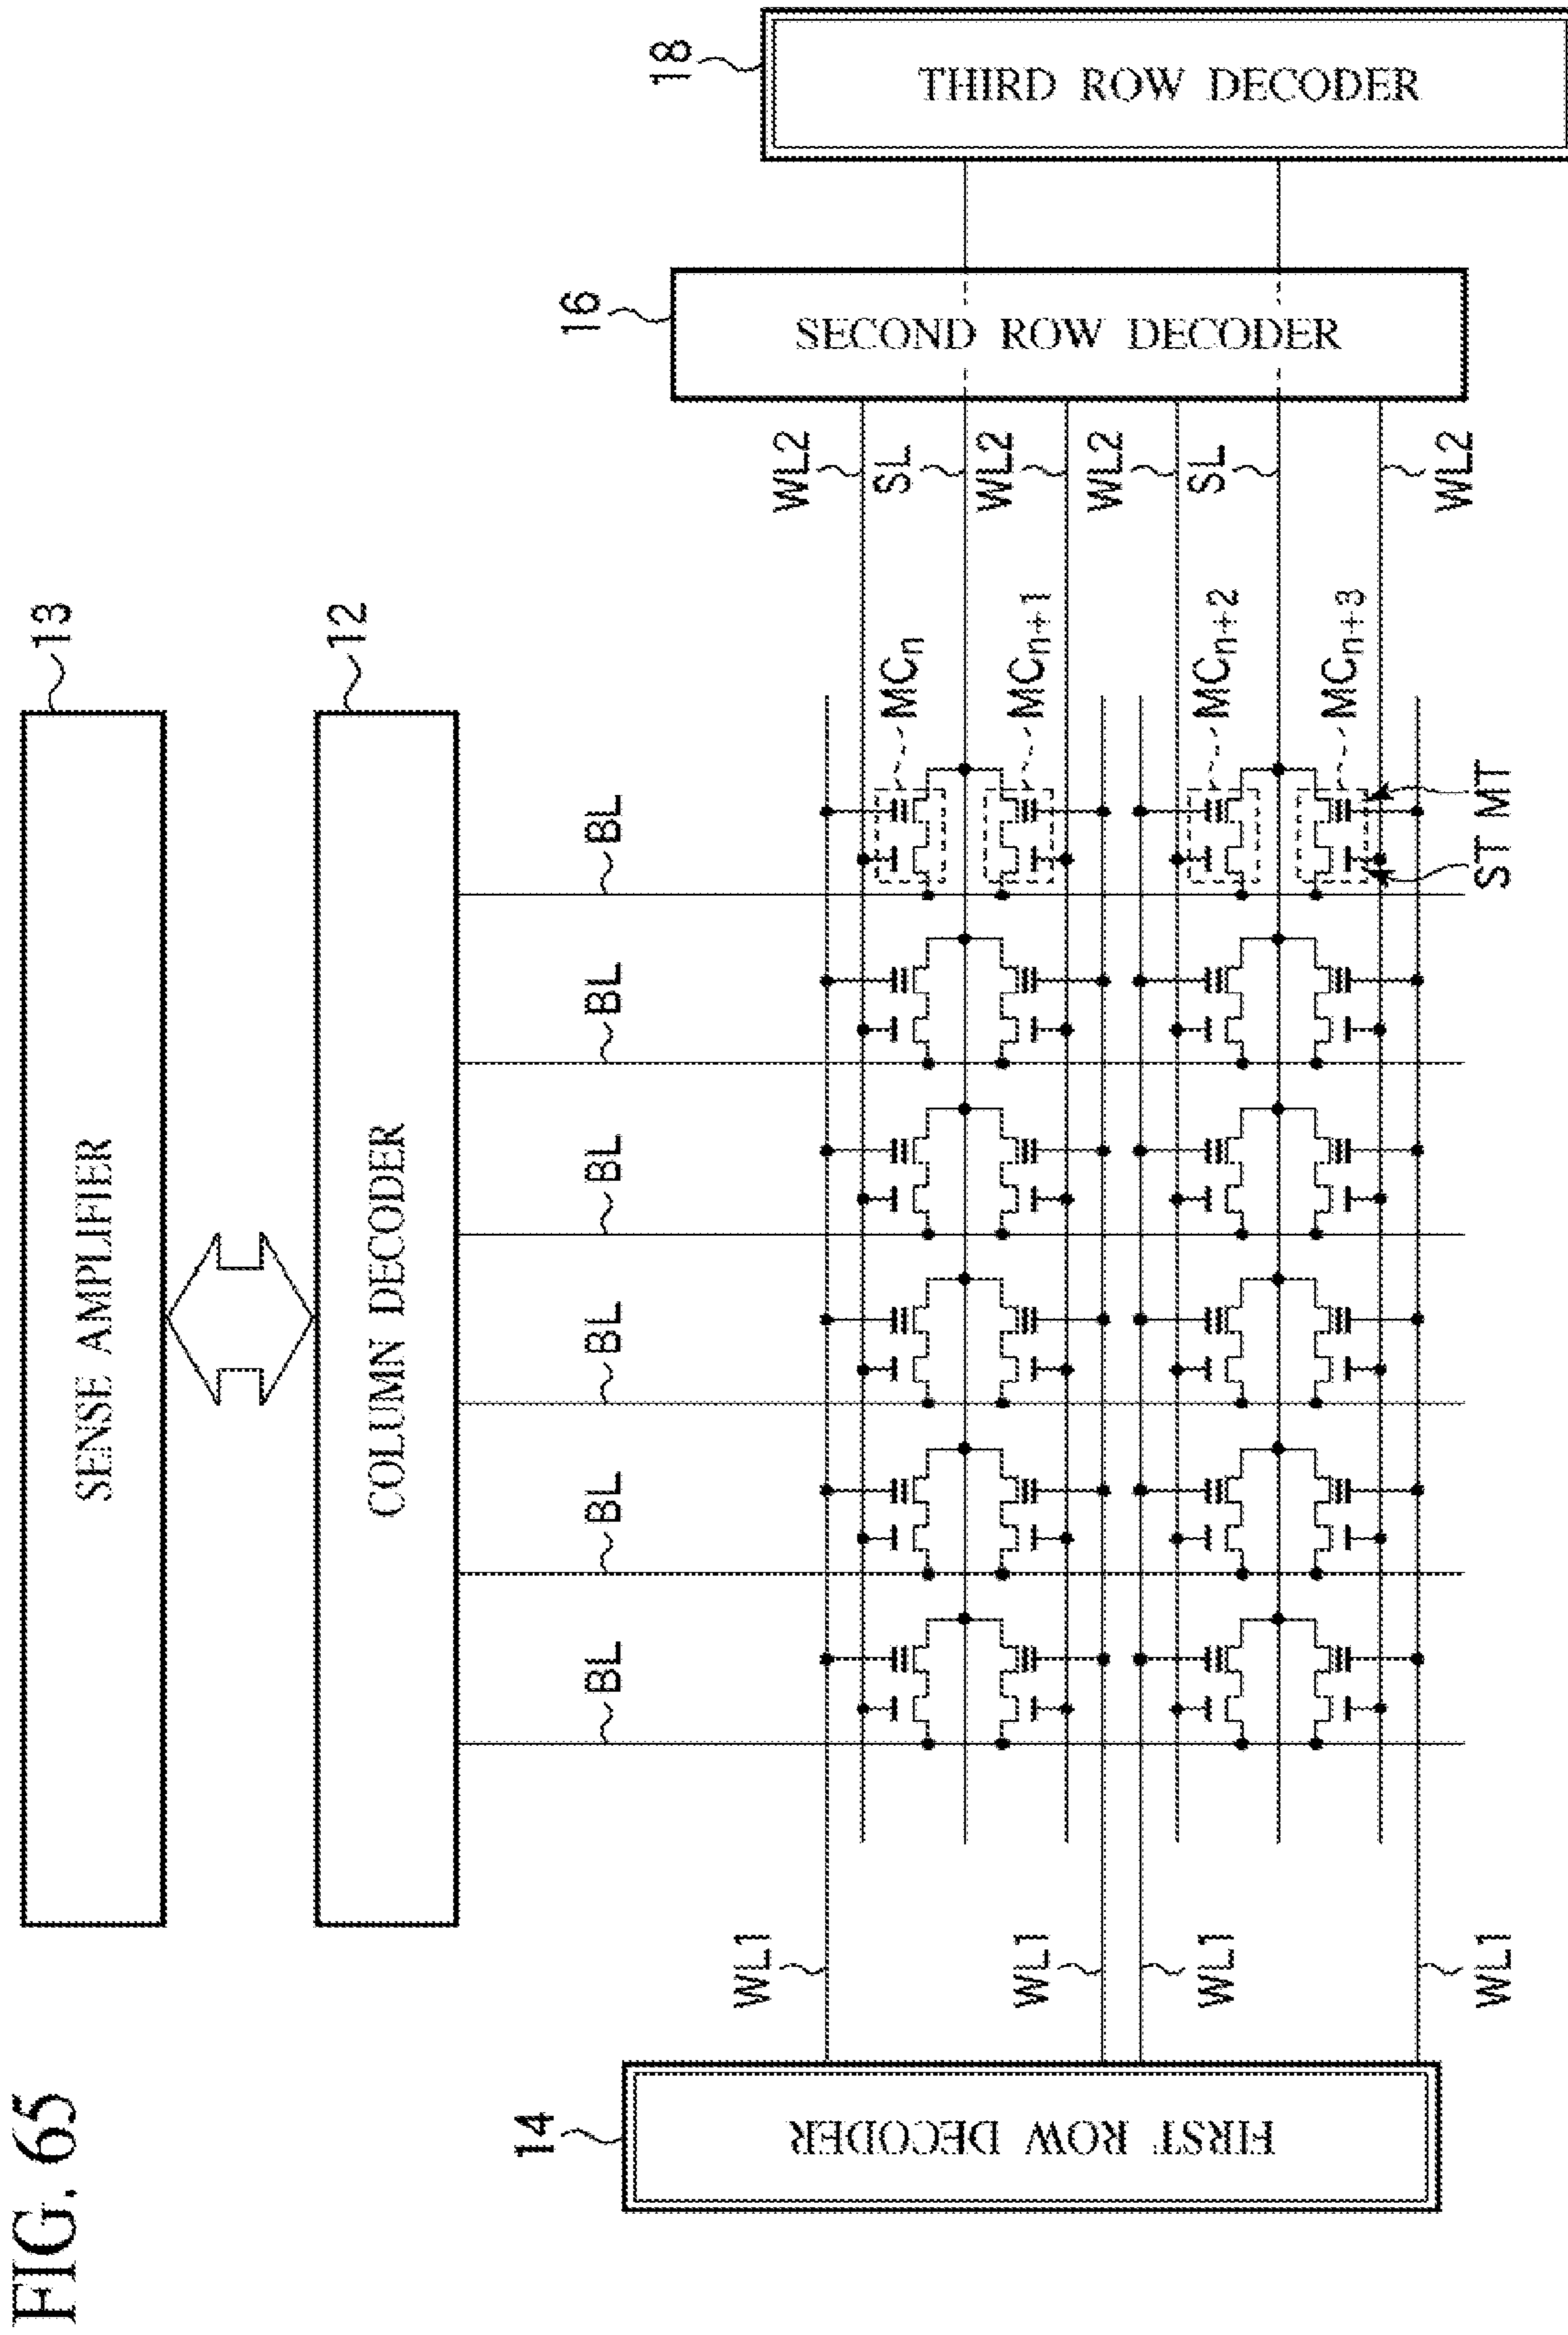 FIG. 65
13
SENSE AMPLIFIER
12
COLUMN DECODER
BL
BL
BL
BL
BL
BL
14
FIRST ROW DECODER
WL1
WL1
WL1
WL1
16
SECOND ROW DECODER
18
THIRD ROW DECODER
WL2
SL
WL2
WL2
SL
WL2
MCn
MCn+1
MCn+2
MCn+3
ST MT